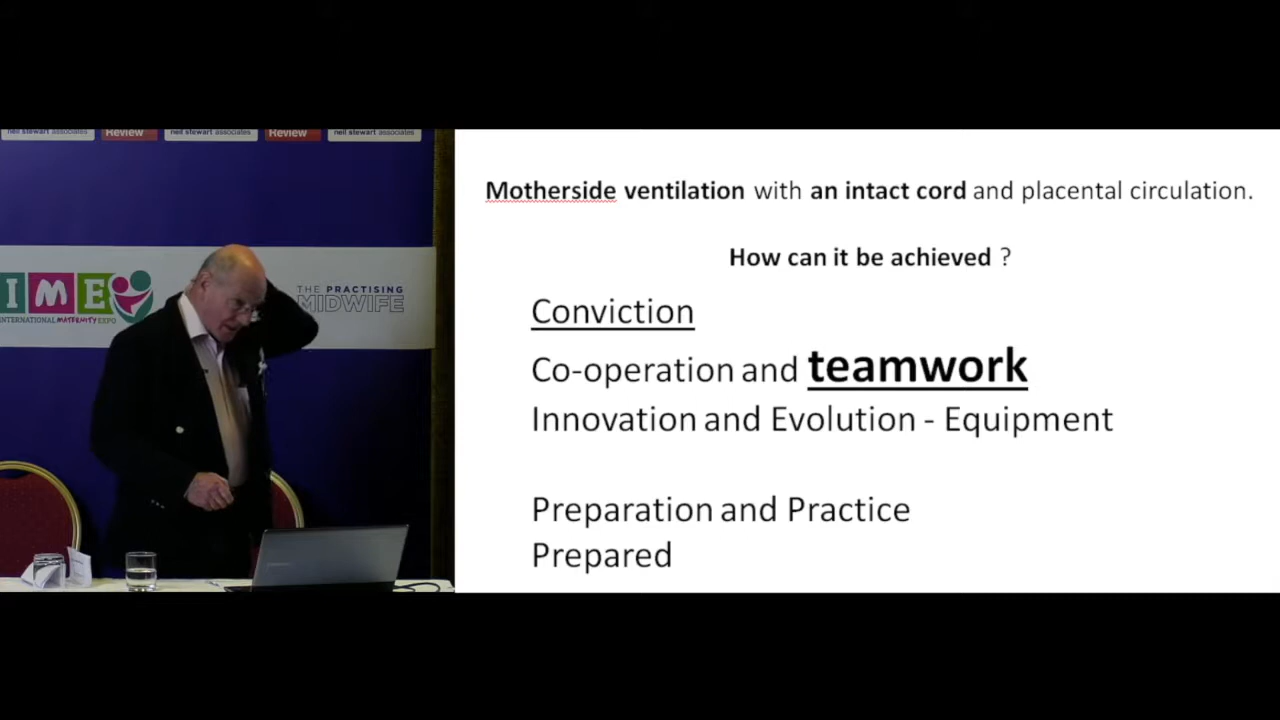 neil stewart associates Review neil stewart associates Review neil stewart associates
IME
INTERNATIONAL MATERNITY EXPO
THE PRACTISING
MIDWIFE
Motherside ventilation with an intact cord and placental circulation.
How can it be achieved ?
Conviction
Co-operation and teamwork
Innovation and Evolution - Equipment
Preparation and Practice
Prepared